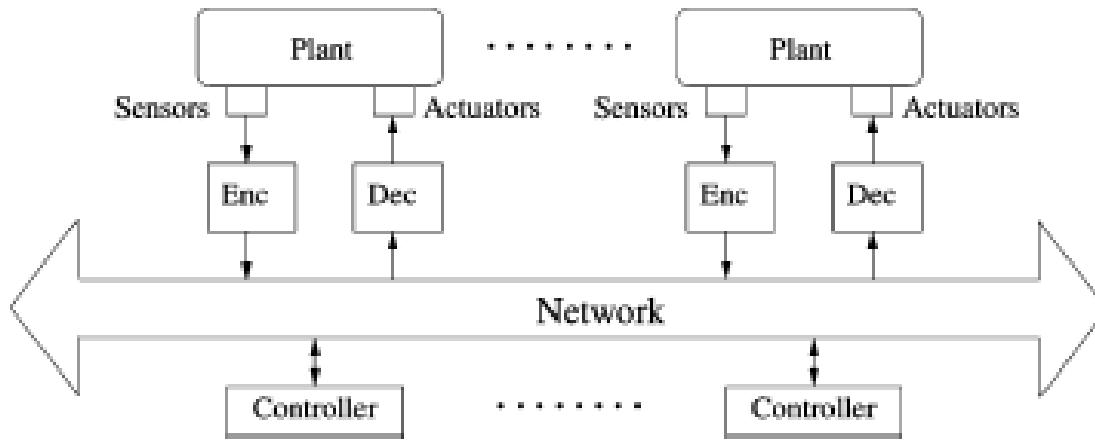 Plant Plant
Sensors Actuators Sensors Actuators
Enc Dec Enc Dec
Network
Controller Controller